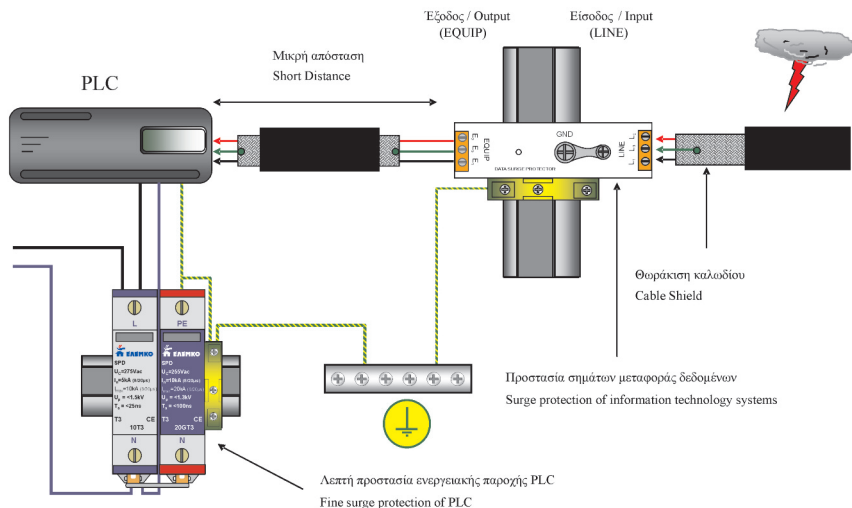 Έξοδος / Output
(EQUIP)
Είσοδος / Input
(LINE)
Μικρή απόσταση
Short Distance
PLC
GND
EQUIP
LINE
DATA SURGE PROTECTOR
Θωράκιση καλωδίου
Cable Shield
L
PE
ΕΛΕΜΚΟ
ΕΛΕΜΚΟ
SPD
SPD
T3 CE
T3 CE
10T3
20GT3
N
N
Προστασία σημάτων μεταφοράς δεδομένων
Surge protection of information technology systems
Λεπτή προστασία ενεργειακής παροχής PLC
Fine surge protection of PLC